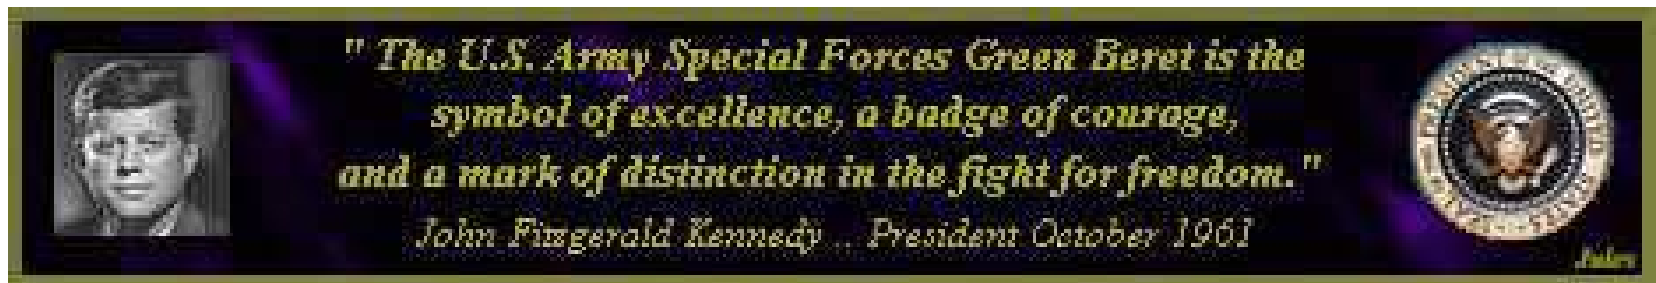 " The U.S. Army Special Forces Green Beret is the
symbol of excellence, a badge of courage,
and a mark of distinction in the fight for freedom."
John Fitzgerald Kennedy ... President October 1961